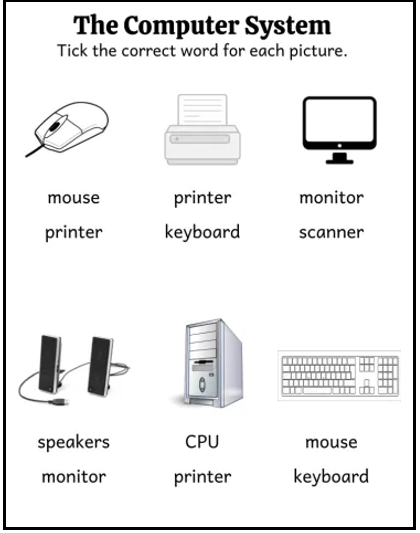 The Computer System
Tick the correct word for each picture.
mouse printer monitor
printer keyboard scanner
speakers CPU mouse
monitor printer keyboard